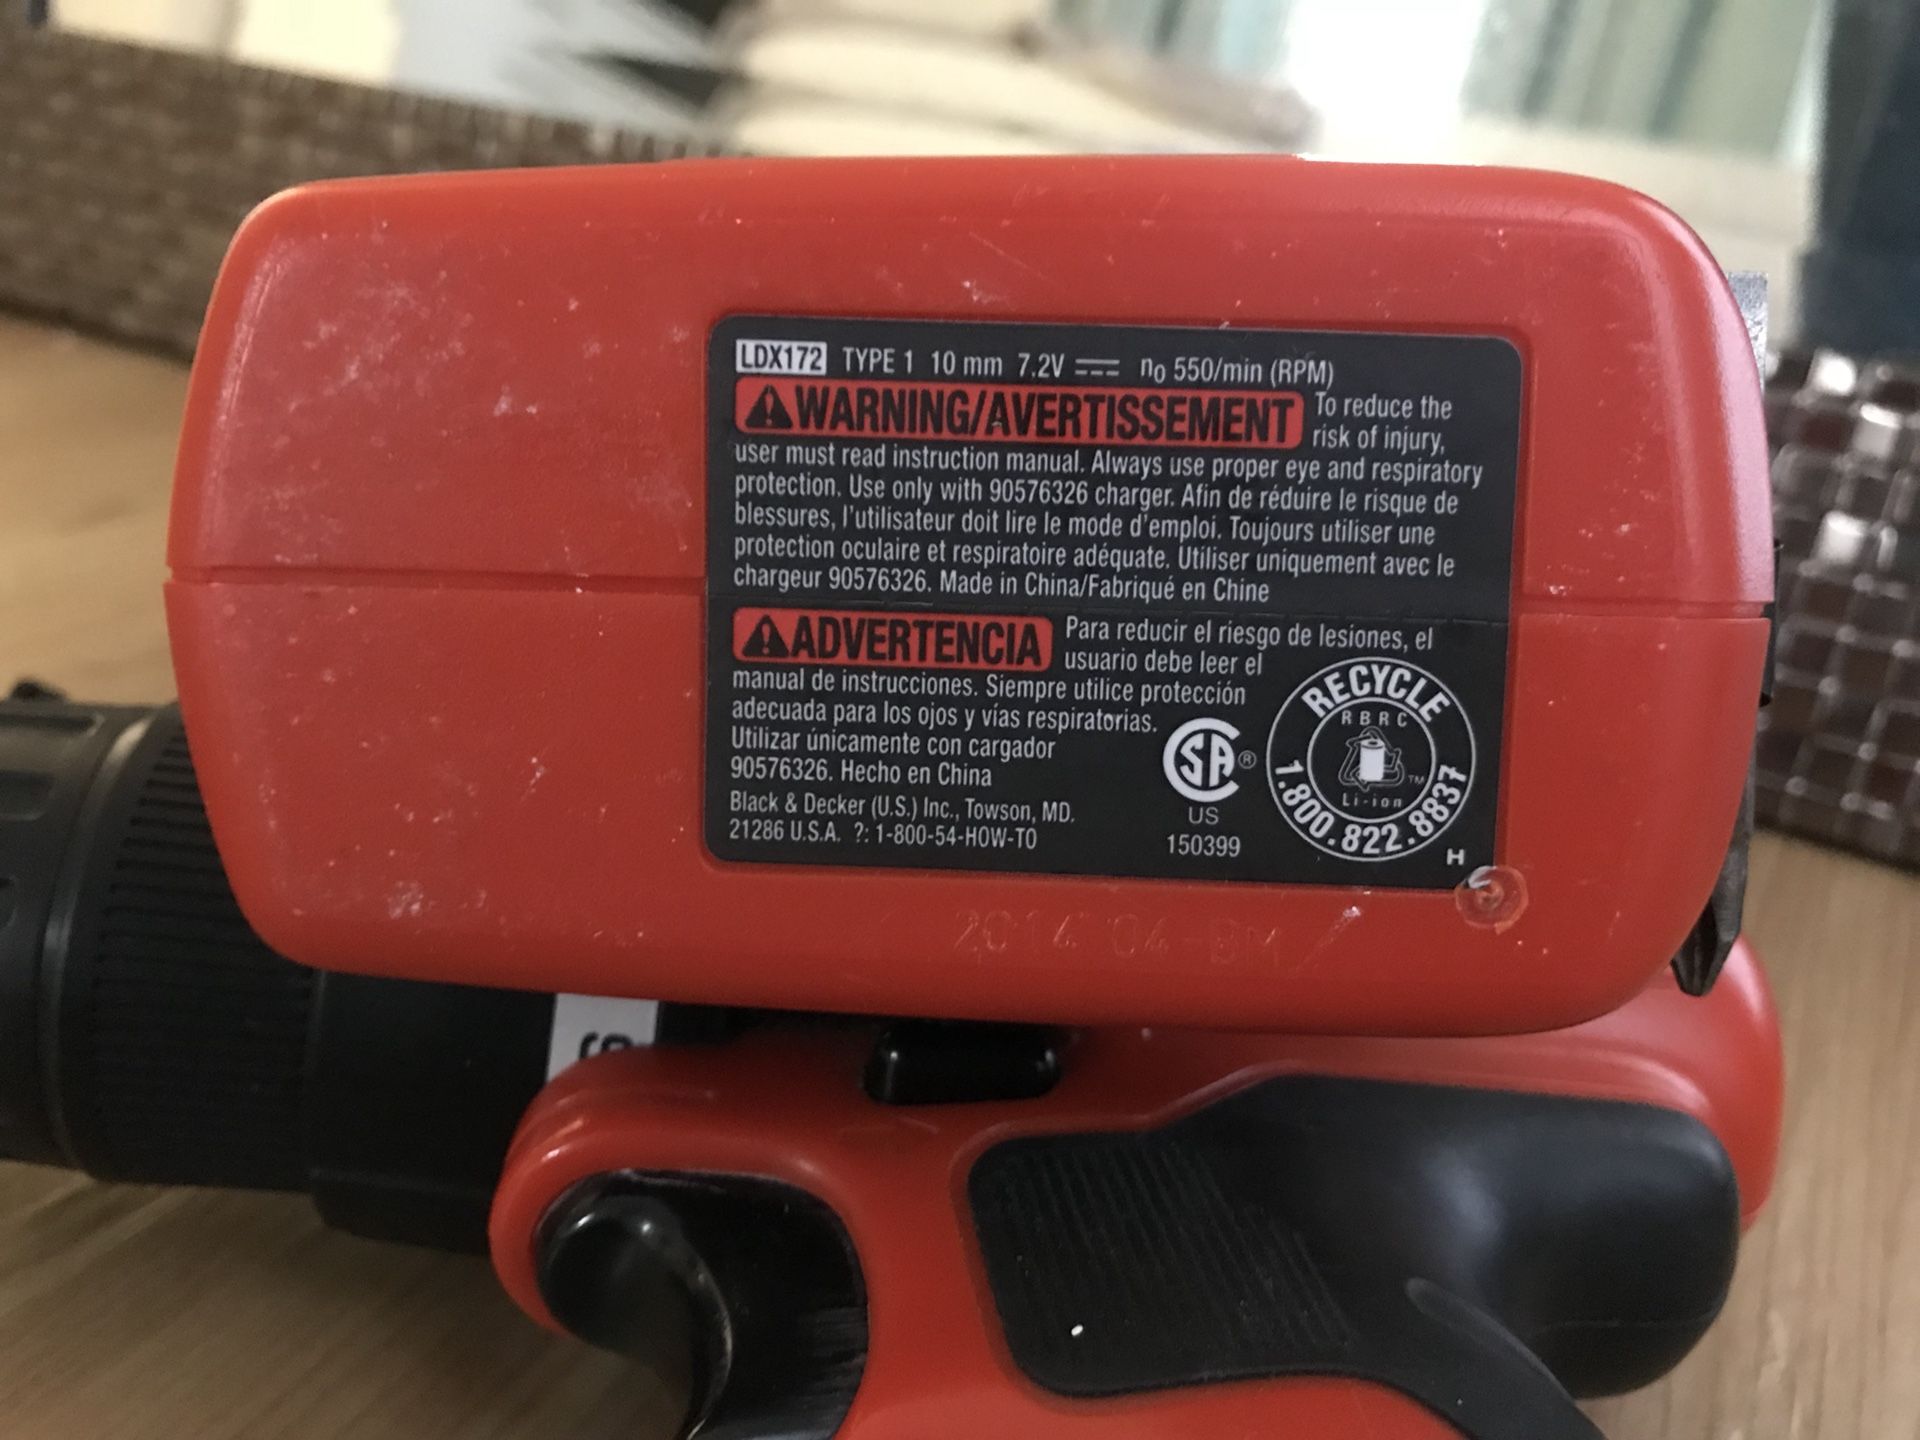 LDX172 TYPE 1 10 mm 7.2V n₀ 550/min (RPM)
WARNING/AVERTISSEMENT To reduce the
risk of injury,
user must read instruction manual. Always use proper eye and respiratory
protection. Use only with 90576326 charger. Afin de réduire le risque de
blessures, l'utilisateur doit lire le mode d'emploi. Toujours utiliser une
protection oculaire et respiratoire adéquate. Utiliser uniquement avec le
chargeur 90576326. Made in China/Fabriqué en Chine
ADVERTENCIA Para reducir el riesgo de lesiones, el
usuario debe leer el
manual de instrucciones. Siempre utilice protección
adecuada para los ojos y vías respiratorias.
Utilizar únicamente con cargador
90576326. Hecho en China
Black & Decker (U.S.) Inc., Towson, MD.
21286 U.S.A. ?: 1-800-54-HOW-TO
SA ®
US
150399
RECYCLE
RBRC
TM
Li-ion
1.800.822.8837
H
2014 04-BM